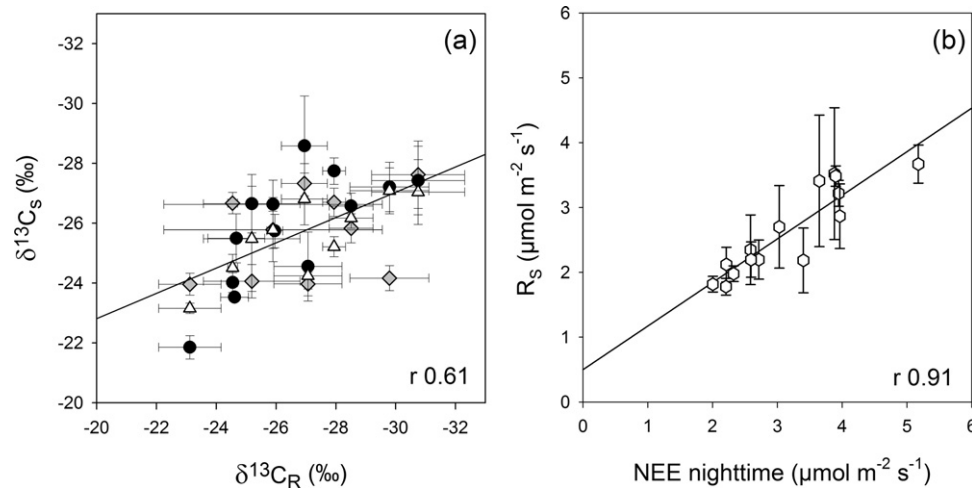 (a)
-32
-30
-28
-26
-24
-22
-20
δ¹³Cₛ (‰)
r 0.61
-20 -22 -24 -26 -28 -30 -32
δ¹³C_R (‰)
(b)
6
5
4
3
2
1
0
R_S (μmol m⁻² s⁻¹)
r 0.91
0 1 2 3 4 5 6
NEE nighttime (μmol m⁻² s⁻¹)